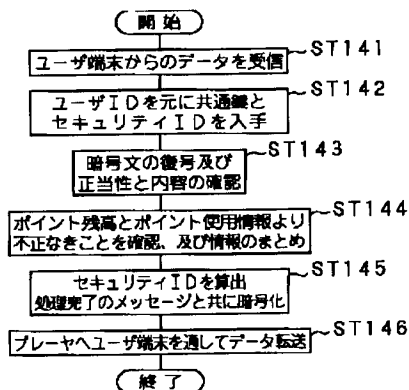 開始
ユーザ端末からのデータを受信
ST141
ユーザIDを元に共通鍵と
セキュリティIDを入手
ST142
暗号文の復号及び
正当性と内容の確認
ST143
ポイント残高とポイント使用情報より
不正なきことを確認、及び情報のまとめ
ST144
セキュリティIDを算出
処理完了のメッセージと共に暗号化
ST145
プレーヤへユーザ端末を通してデータ転送
ST146
終了